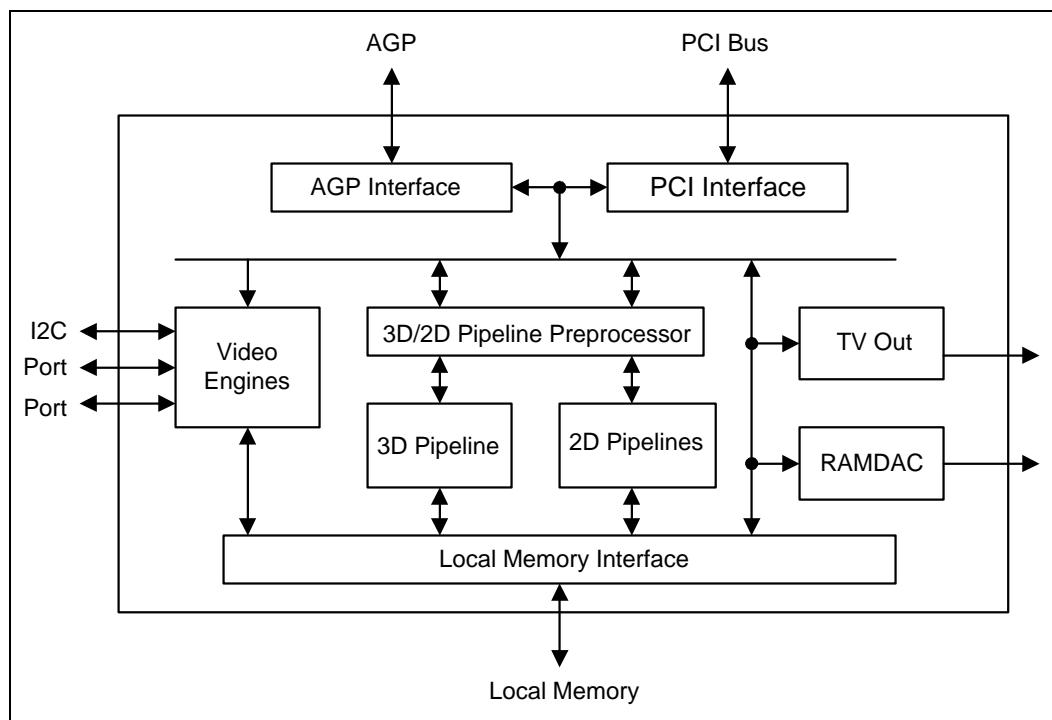 AGP
PCI Bus
AGP Interface
PCI Interface
I2C
Port
Port
Video
Engines
3D/2D Pipeline Preprocessor
TV Out
3D Pipeline
2D Pipelines
RAMDAC
Local Memory Interface
Local Memory